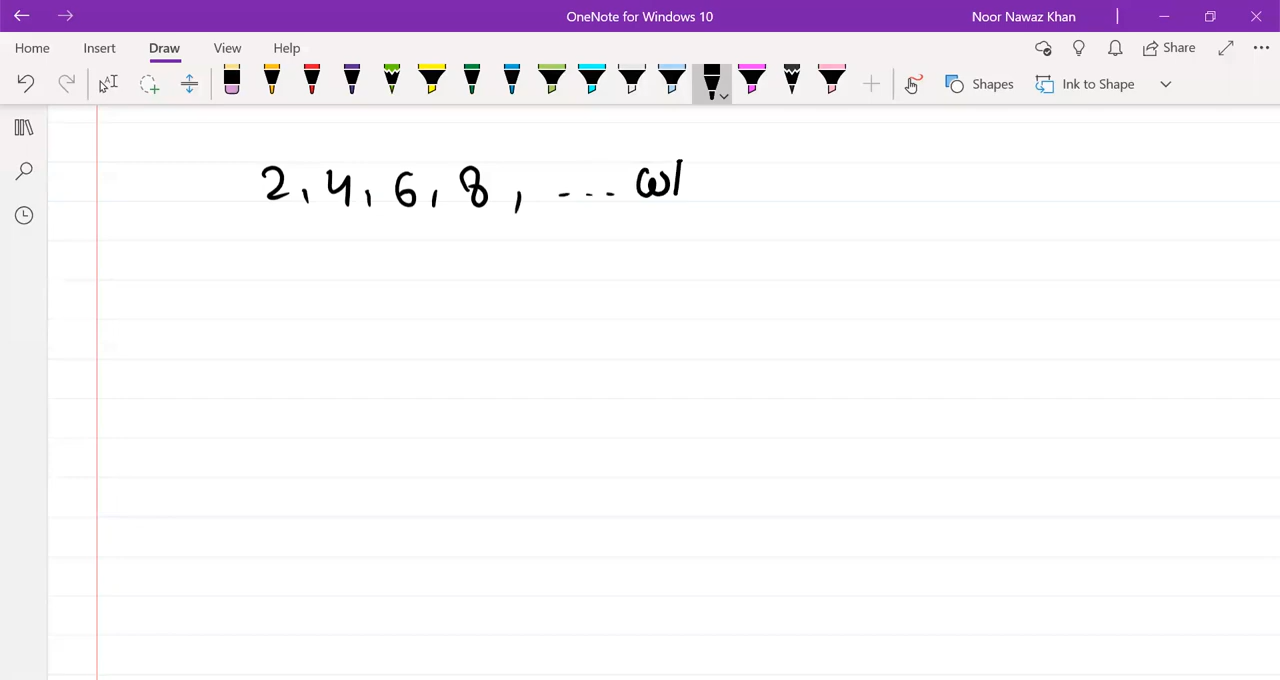 OneNote for Windows 10
Noor Nawaz Khan
Home Insert Draw View Help Share
Shapes Ink to Shape
2, 4, 6, 8, ...